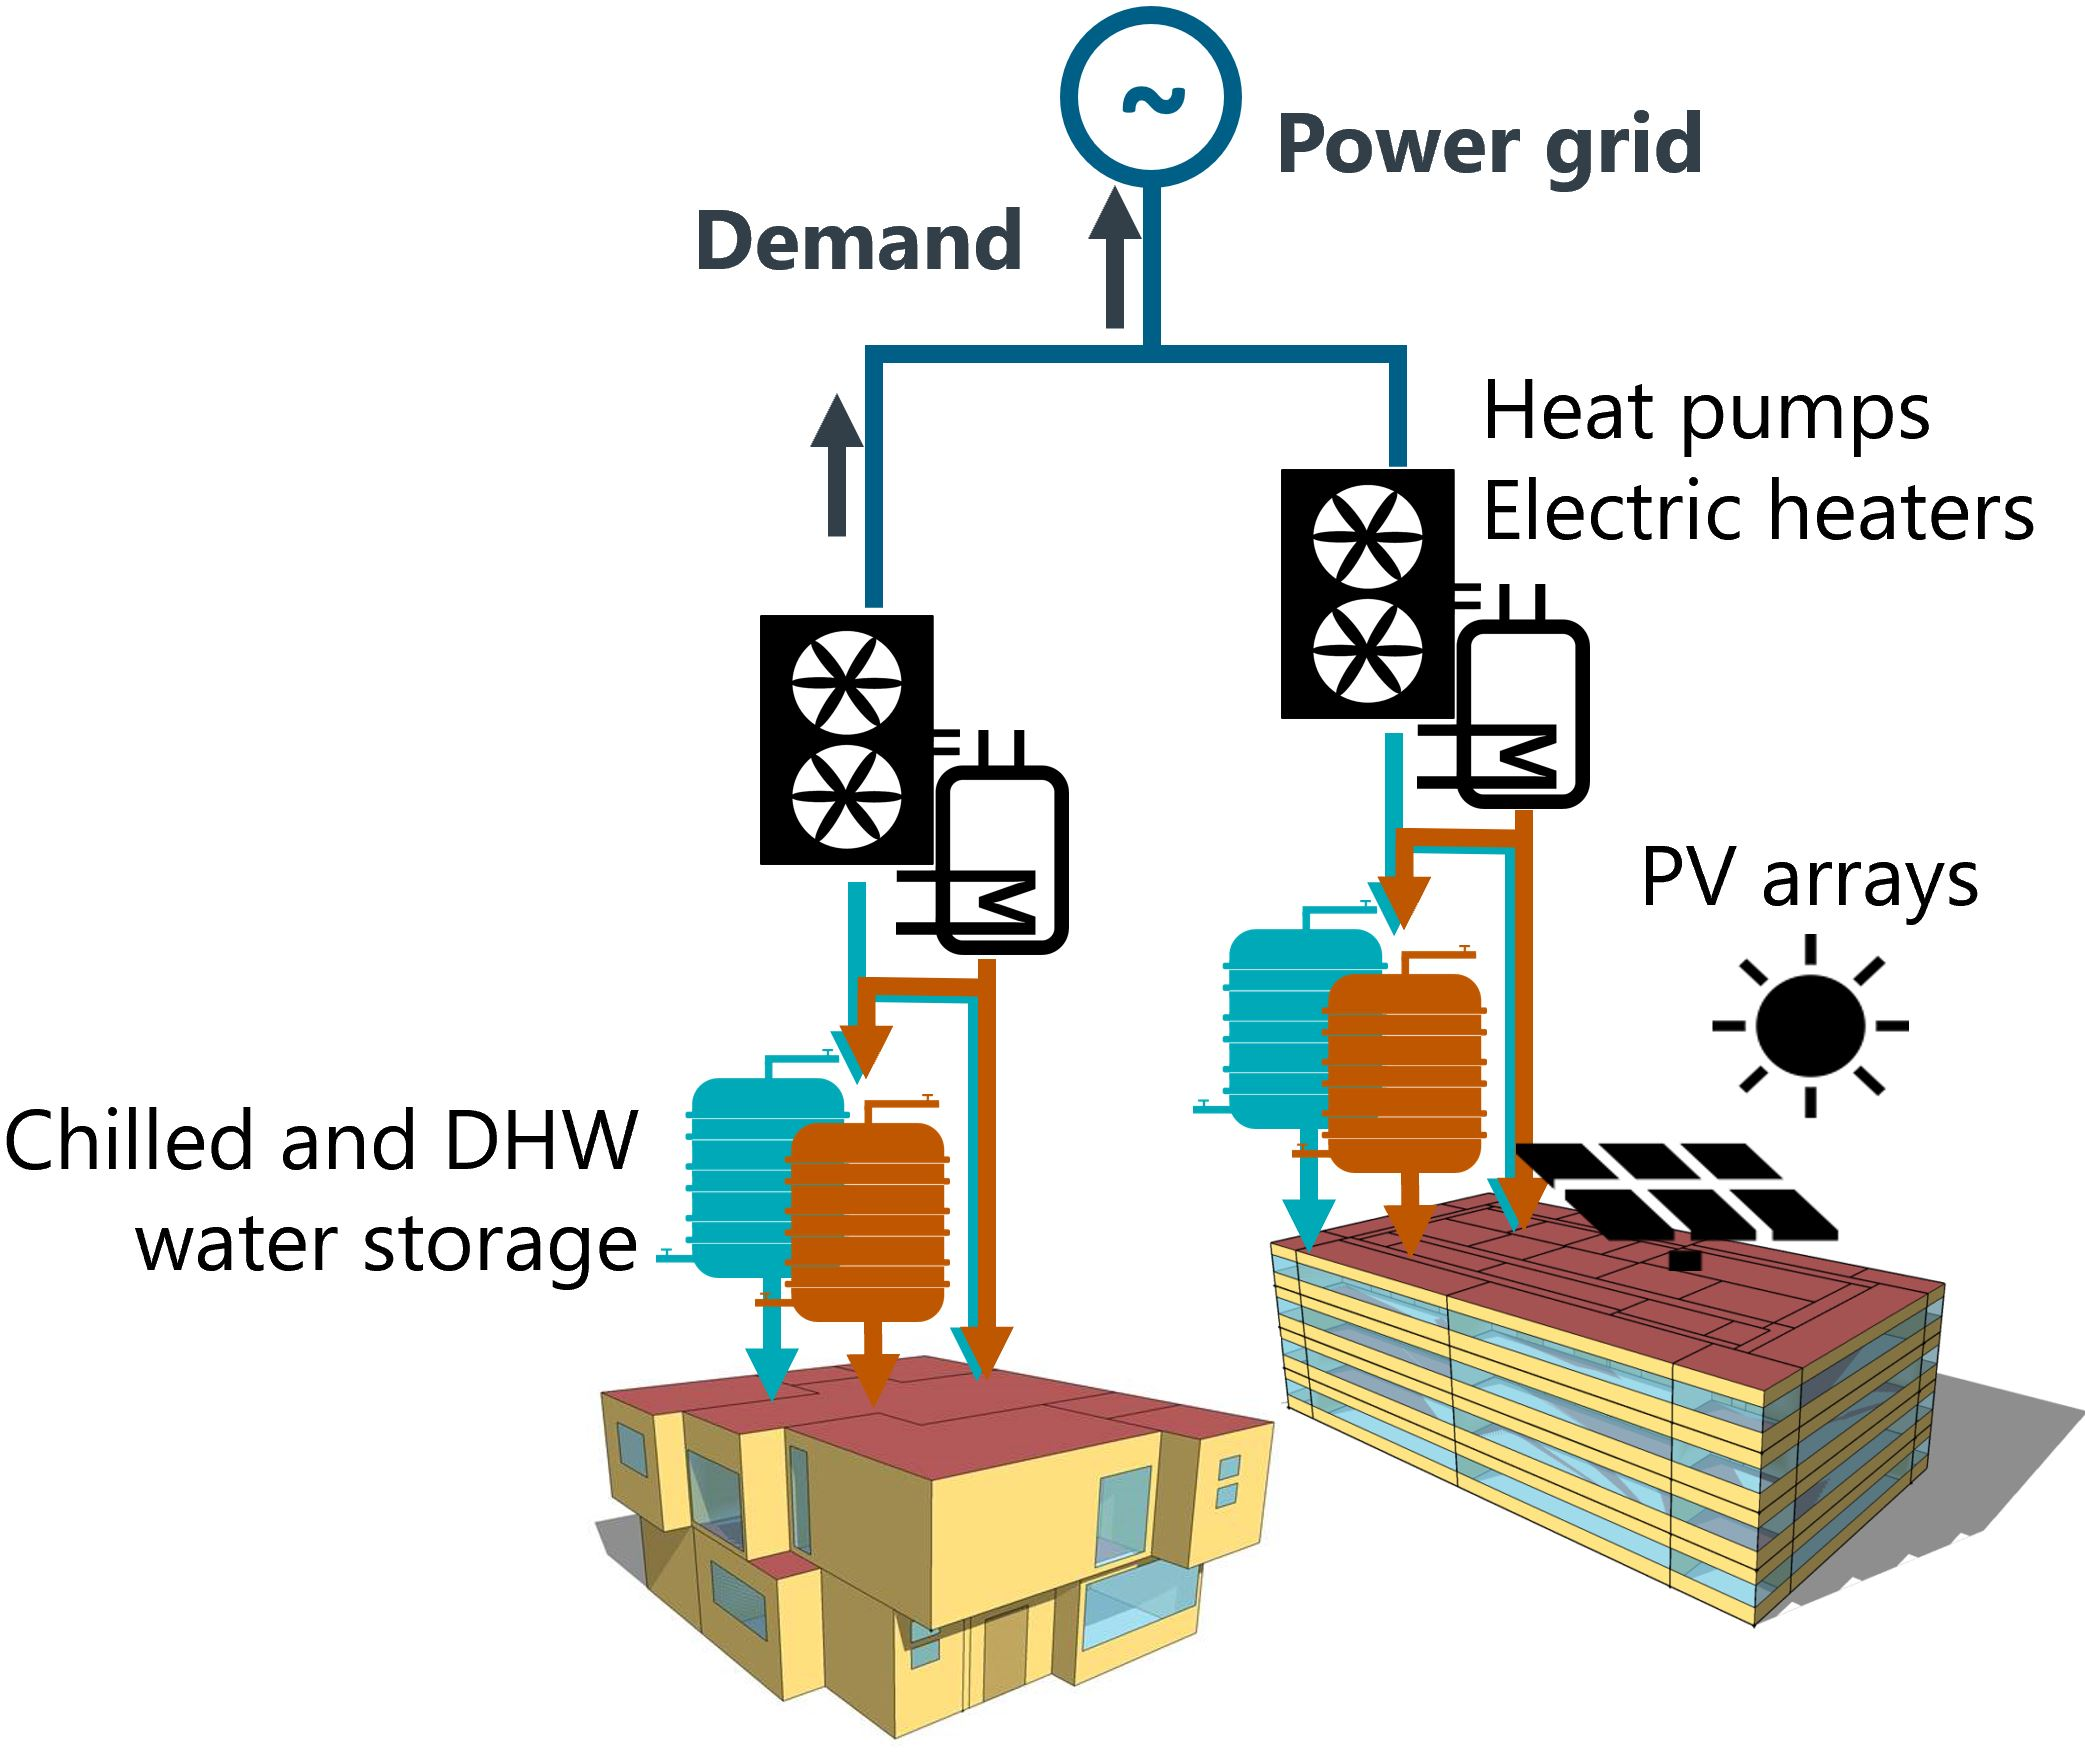 ~
Power grid
Demand
Heat pumps
Electric heaters
PV arrays
Chilled and DHW
water storage